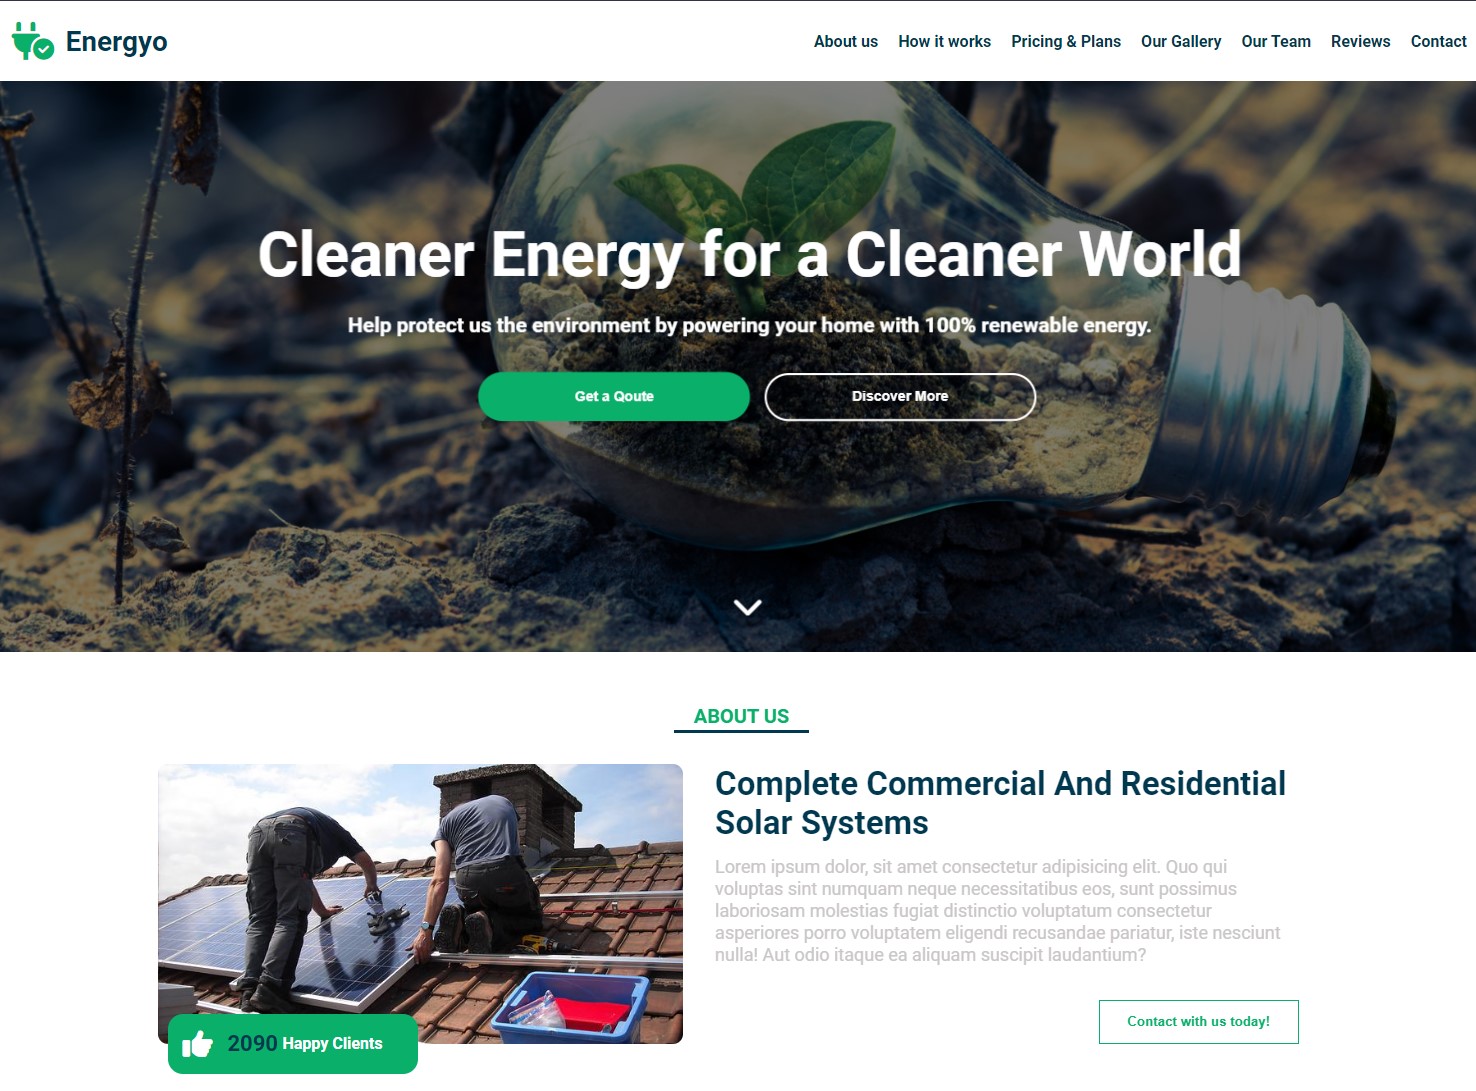 Energyo
About us How it works Pricing & Plans Our Gallery Our Team Reviews Contact
Cleaner Energy for a Cleaner World
Help protect us the environment by powering your home with 100% renewable energy.
Get a Qoute
Discover More
ABOUT US
Complete Commercial And Residential
Solar Systems
Lorem ipsum dolor, sit amet consectetur adipisicing elit. Quo qui
voluptas sint numquam neque necessitatibus eos, sunt possimus
laboriosam molestias fugiat distinctio voluptatum consectetur
asperiores porro voluptatem eligendi recusandae pariatur, iste nesciunt
nulla! Aut odio itaque ea aliquam suscipit laudantium?
2090 Happy Clients
Contact with us today!